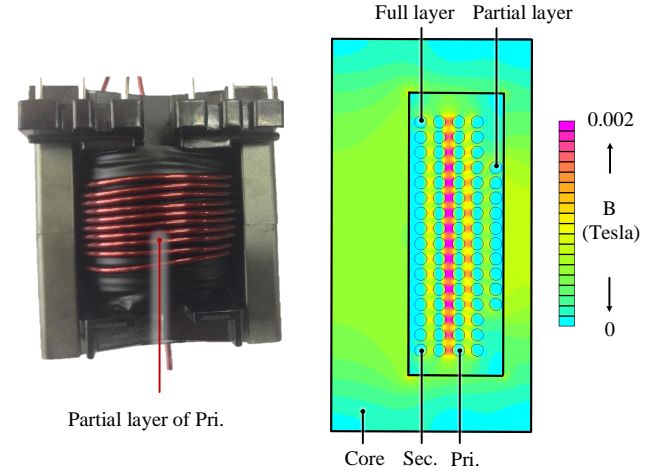 Full layer Partial layer
0.002
B
(Tesla)
0
Partial layer of Pri.
Core Sec. Pri.